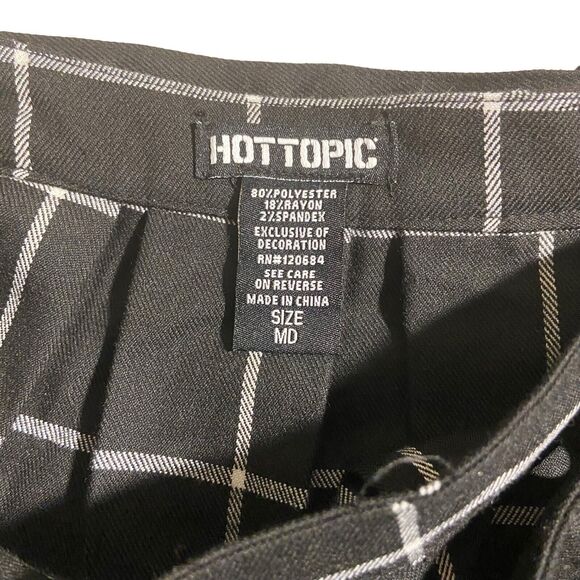 HOTTOPIC
80%POLYESTER
18%RAYON
2%SPANDEX
EXCLUSIVE OF
DECORATION
RN#120684
SEE CARE
ON REVERSE
MADE IN CHINA
SIZE
MD